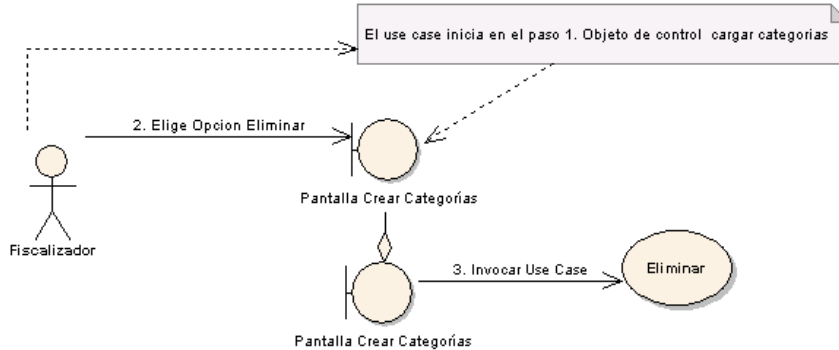 El use case inicia en el paso 1. Objeto de control cargar categorias
2. Elige Opcion Eliminar
Pantalla Crear Categorías
Fiscalizador
3. Invocar Use Case
Eliminar
Pantalla Crear Categorías